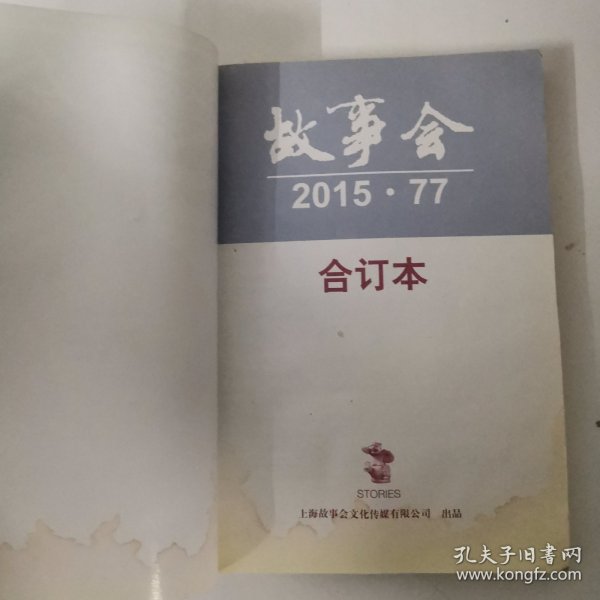 故事会
2015·77
合订本
STORIES
上海故事会文化传媒有限公司 出品
孔夫子旧书网
www.kongfz.com